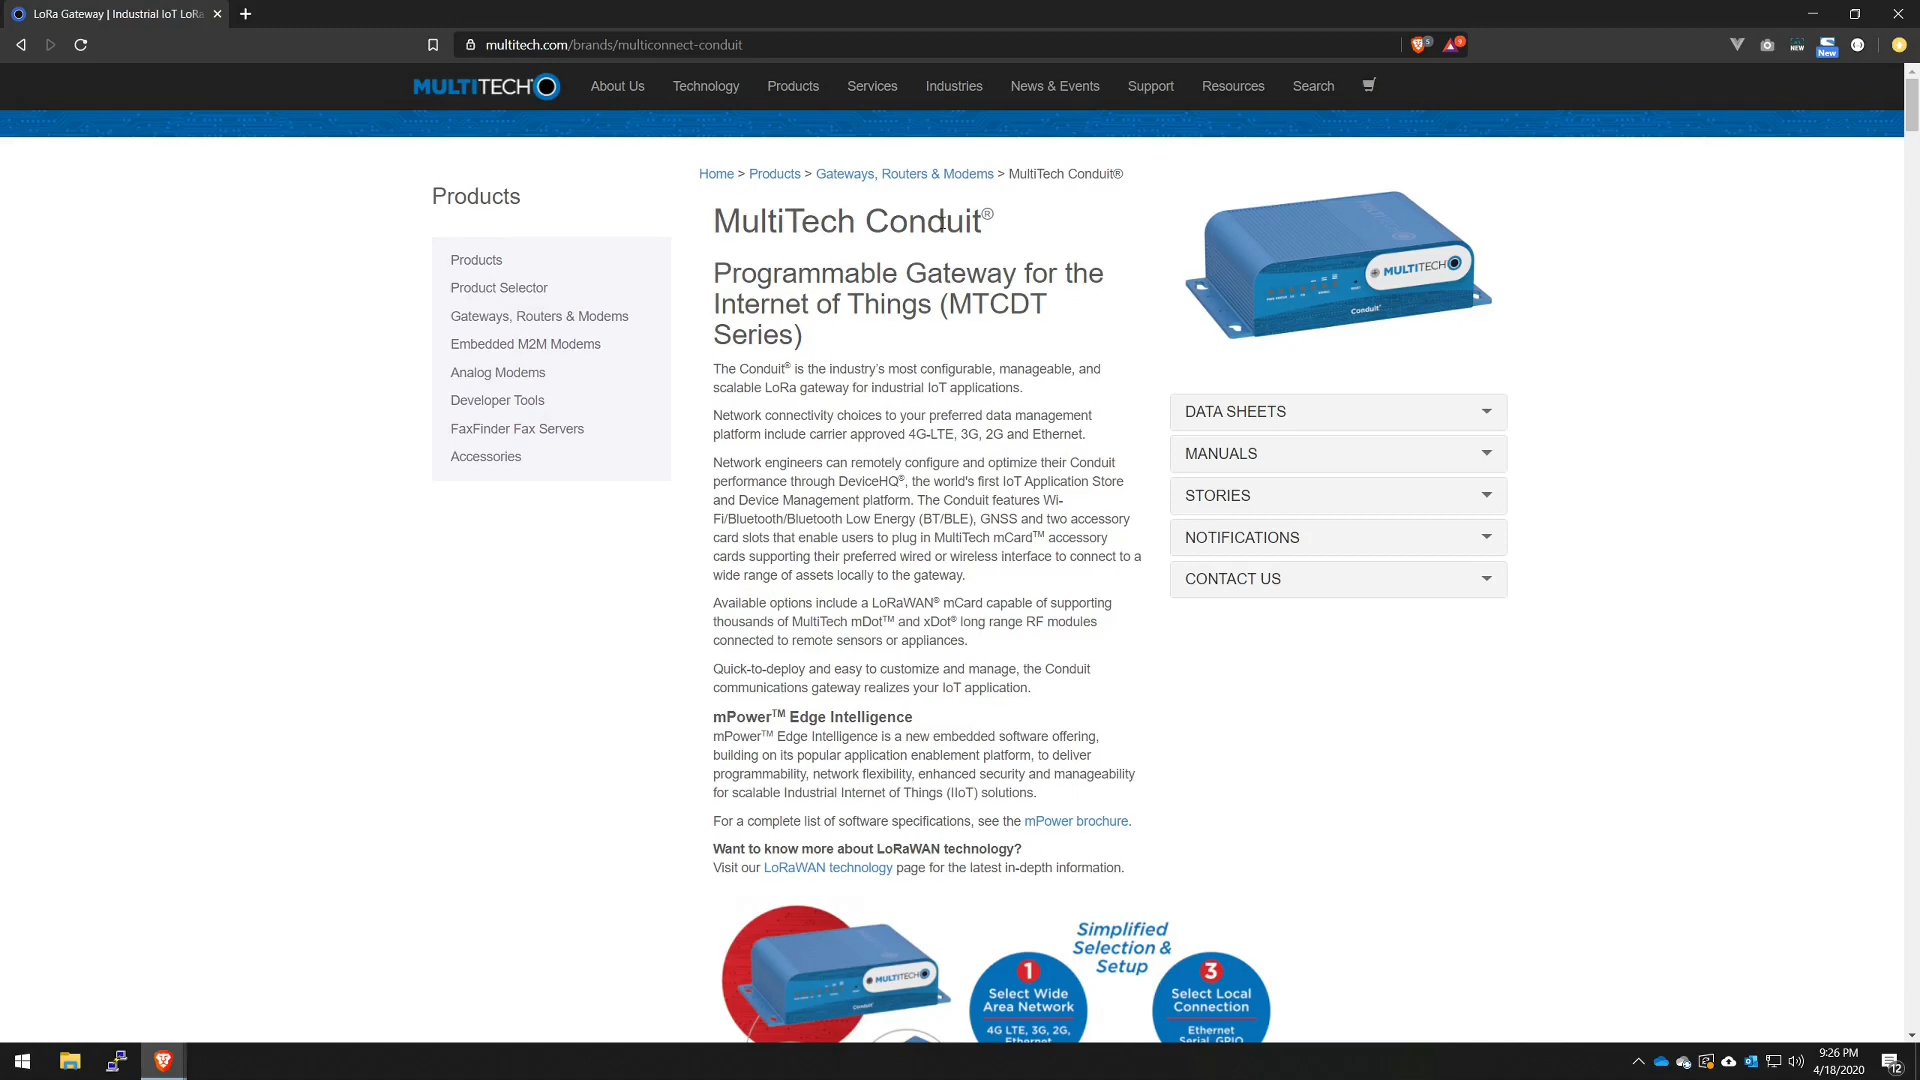 LoRa Gateway | Industrial IoT LoRa
multitech.com/brands/multiconnect-conduit
5
9
NEW
New
MULTITECH
About Us
Technology
Products
Services
Industries
News & Events
Support
Resources
Search
Products
Products
Product Selector
Gateways, Routers & Modems
Embedded M2M Modems
Analog Modems
Developer Tools
FaxFinder Fax Servers
Accessories
Home > Products > Gateways, Routers & Modems > MultiTech Conduit®
MultiTech Conduit®
Programmable Gateway for the
Internet of Things (MTCDT
Series)
The Conduit® is the industry’s most configurable, manageable, and
scalable LoRa gateway for industrial IoT applications.
Network connectivity choices to your preferred data management
platform include carrier approved 4G-LTE, 3G, 2G and Ethernet.
Network engineers can remotely configure and optimize their Conduit
performance through DeviceHQ®, the world's first IoT Application Store
and Device Management platform. The Conduit features Wi-
Fi/Bluetooth/Bluetooth Low Energy (BT/BLE), GNSS and two accessory
card slots that enable users to plug in MultiTech mCard™ accessory
cards supporting their preferred wired or wireless interface to connect to a
wide range of assets locally to the gateway.
Available options include a LoRaWAN® mCard capable of supporting
thousands of MultiTech mDot™ and xDot® long range RF modules
connected to remote sensors or appliances.
Quick-to-deploy and easy to customize and manage, the Conduit
communications gateway realizes your IoT application.
mPower™ Edge Intelligence
mPower™ Edge Intelligence is a new embedded software offering,
building on its popular application enablement platform, to deliver
programmability, network flexibility, enhanced security and manageability
for scalable Industrial Internet of Things (IIoT) solutions.
For a complete list of software specifications, see the mPower brochure.
Want to know more about LoRaWAN technology?
Visit our LoRaWAN technology page for the latest in-depth information.
MULTITECH
Conduit®
DATA SHEETS
MANUALS
STORIES
NOTIFICATIONS
CONTACT US
MULTITECH
Conduit
Simplified
Selection &
Setup
1
Select Wide
Area Network
4G LTE, 3G, 2G,
Ethernet
3
Select Local
Connection
Ethernet
Serial, GPIO
9:26 PM
4/18/2020
12